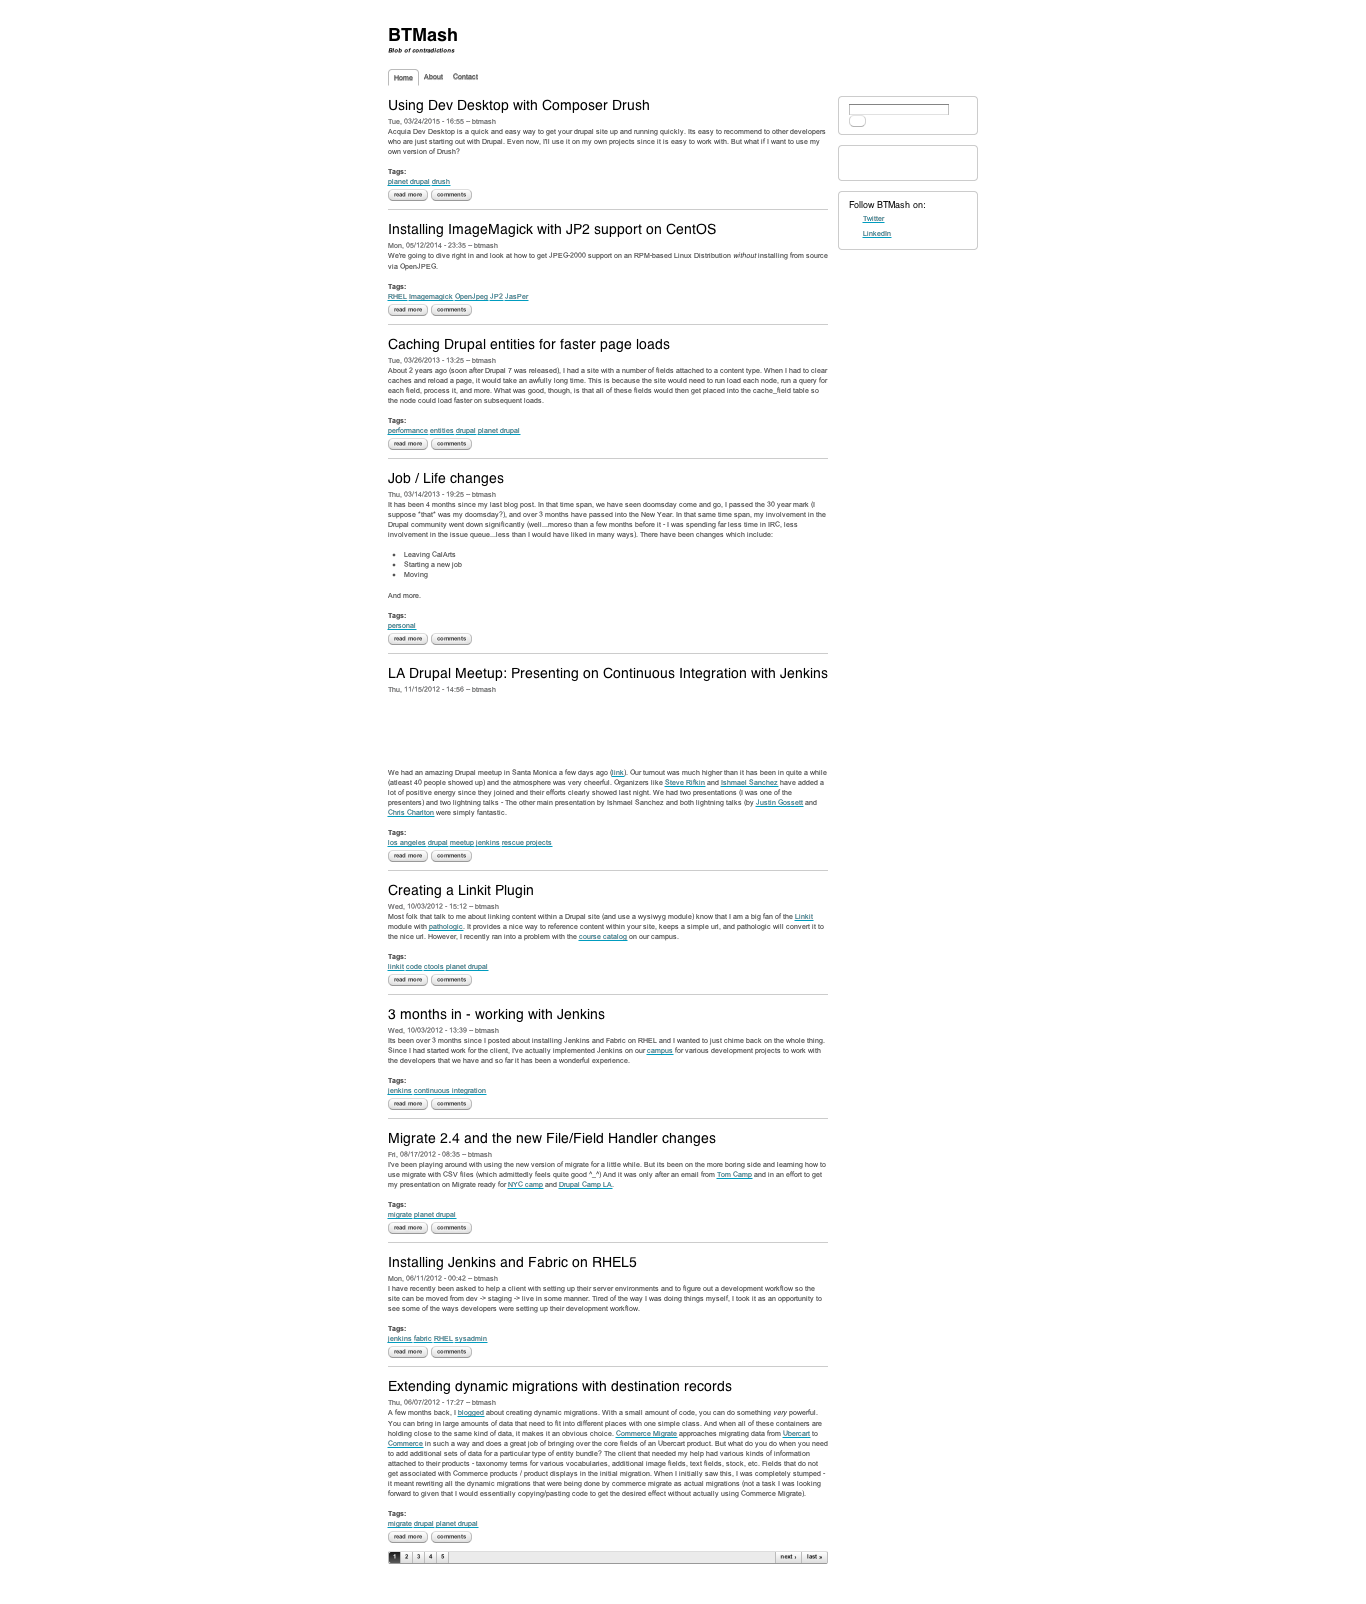 BTMash
Blob of contradictions
Home About Contact
Using Dev Desktop with Composer Drush
Tue, 03/24/2015 - 16:55 – btmash
Acquia Dev Desktop is a quick and easy way to get your drupal site up and running quickly. Its easy to recommend to other developers
who are just starting out with Drupal. Even now, I'll use it on my own projects since it is easy to work with. But what if I want to use my
own version of Drush?
Tags:
planet drupal drush
read more comments
Installing ImageMagick with JP2 support on CentOS
Mon, 05/12/2014 - 23:35 – btmash
We're going to dive right in and look at how to get JPEG-2000 support on an RPM-based Linux Distribution without installing from source
via OpenJPEG.
Tags:
RHEL Imagemagick OpenJpeg JP2 JasPer
read more comments
Caching Drupal entities for faster page loads
Tue, 03/26/2013 - 13:25 – btmash
About 2 years ago (soon after Drupal 7 was released), I had a site with a number of fields attached to a content type. When I had to clear
caches and reload a page, it would take an awfully long time. This is because the site would need to run load each node, run a query for
each field, process it, and more. What was good, though, is that all of these fields would then get placed into the cache_field table so
the node could load faster on subsequent loads.
Tags:
performance entities drupal planet drupal
read more comments
Job / Life changes
Thu, 03/14/2013 - 19:25 – btmash
It has been 4 months since my last blog post. In that time span, we have seen doomsday come and go, I passed the 30 year mark (I
suppose "that" was my doomsday?), and over 3 months have passed into the New Year. In that same time span, my involvement in the
Drupal community went down significantly (well...moreso than a few months before it - I was spending far less time in IRC, less
involvement in the issue queue...less than I would have liked in many ways). There have been changes which include:
• Leaving CalArts
• Starting a new job
• Moving
And more.
Tags:
personal
read more comments
LA Drupal Meetup: Presenting on Continuous Integration with Jenkins
Thu, 11/15/2012 - 14:56 – btmash
We had an amazing Drupal meetup in Santa Monica a few days ago (link). Our turnout was much higher than it has been in quite a while
(atleast 40 people showed up) and the atmosphere was very cheerful. Organizers like Steve Rifkin and Ishmael Sanchez have added a
lot of positive energy since they joined and their efforts clearly showed last night. We had two presentations (I was one of the
presenters) and two lightning talks - The other main presentation by Ishmael Sanchez and both lightning talks (by Justin Gossett and
Chris Charlton were simply fantastic.
Tags:
los angeles drupal meetup jenkins rescue projects
read more comments
Creating a Linkit Plugin
Wed, 10/03/2012 - 15:12 – btmash
Most folk that talk to me about linking content within a Drupal site (and use a wysiwyg module) know that I am a big fan of the Linkit
module with pathologic. It provides a nice way to reference content within your site, keeps a simple url, and pathologic will convert it to
the nice url. However, I recently ran into a problem with the course catalog on our campus.
Tags:
linkit code ctools planet drupal
read more comments
3 months in - working with Jenkins
Wed, 10/03/2012 - 13:39 – btmash
Its been over 3 months since I posted about installing Jenkins and Fabric on RHEL and I wanted to just chime back on the whole thing.
Since I had started work for the client, I've actually implemented Jenkins on our campus for various development projects to work with
the developers that we have and so far it has been a wonderful experience.
Tags:
jenkins continuous integration
read more comments
Migrate 2.4 and the new File/Field Handler changes
Fri, 08/17/2012 - 08:35 – btmash
I've been playing around with using the new version of migrate for a little while. But its been on the more boring side and learning how to
use migrate with CSV files (which admittedly feels quite good ^_^) And it was only after an email from Tom Camp and in an effort to get
my presentation on Migrate ready for NYC camp and Drupal Camp LA.
Tags:
migrate planet drupal
read more comments
Installing Jenkins and Fabric on RHEL5
Mon, 06/11/2012 - 00:42 – btmash
I have recently been asked to help a client with setting up their server environments and to figure out a development workflow so the
site can be moved from dev -> staging -> live in some manner. Tired of the way I was doing things myself, I took it as an opportunity to
see some of the ways developers were setting up their development workflow.
Tags:
jenkins fabric RHEL sysadmin
read more comments
Extending dynamic migrations with destination records
Thu, 06/07/2012 - 17:27 – btmash
A few months back, I blogged about creating dynamic migrations. With a small amount of code, you can do something very powerful.
You can bring in large amounts of data that need to fit into different places with one simple class. And when all of these containers are
holding close to the same kind of data, it makes it an obvious choice. Commerce Migrate approaches migrating data from Ubercart to
Commerce in such a way and does a great job of bringing over the core fields of an Ubercart product. But what do you do when you need
to add additional sets of data for a particular type of entity bundle? The client that needed my help had various kinds of information
attached to their products - taxonomy terms for various vocabularies, additional image fields, text fields, stock, etc. Fields that do not
get associated with Commerce products / product displays in the initial migration. When I initially saw this, I was completely stumped -
it meant rewriting all the dynamic migrations that were being done by commerce migrate as actual migrations (not a task I was looking
forward to given that I would essentially copying/pasting code to get the desired effect without actually using Commerce Migrate).
Tags:
migrate drupal planet drupal
read more comments
1 2 3 4 5 next › last »
Follow BTMash on:
Twitter
LinkedIn